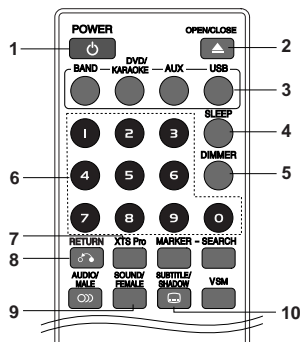 POWER
OPEN/CLOSE
1
2
BAND
DVD/
KARAOKE
AUX
USB
3
SLEEP
4
1 2 3
DIMMER
5
6
4 5 6
7 8 9 0
7
RETURN
XTS Pro
MARKER - SEARCH
8
AUDIO/
MALE
SOUND/
FEMALE
SUBTITLE/
SHADOW
VSM
9
10